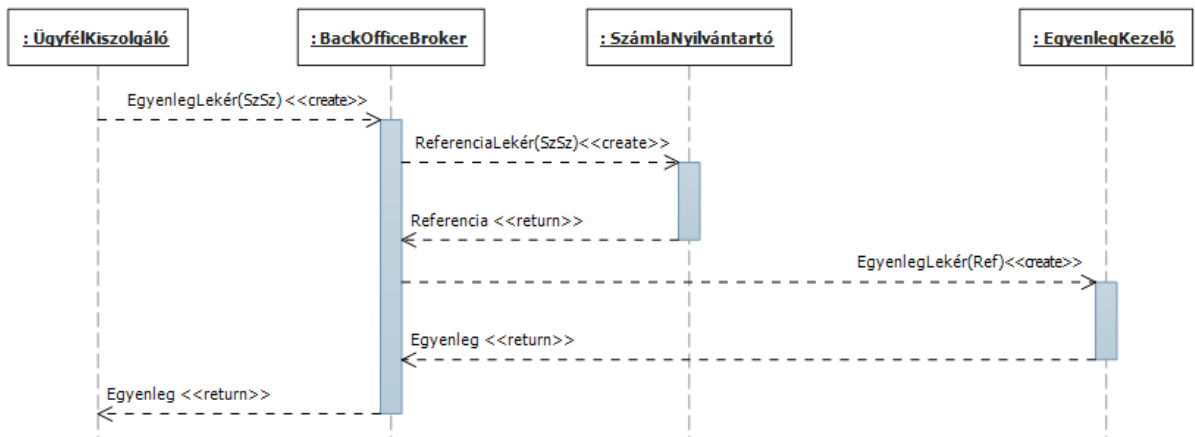 : ÜgyfélKiszolgáló
: BackOfficeBroker
: SzámlaNyilvántartó
: EgyenlegKezelő
EgyenlegLekér(SzSz) <<create>>
ReferenciaLekér(SzSz)<<create>>
Referencia <<return>>
EgyenlegLekér(Ref)<<create>>
Egyenleg <<return>>
Egyenleg <<return>>